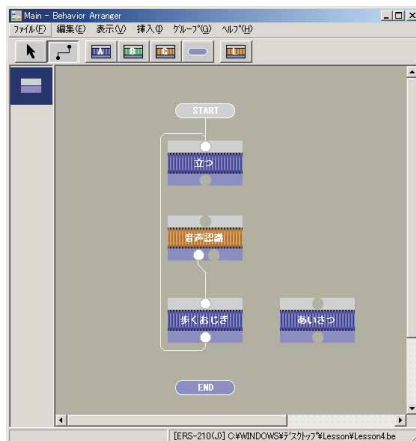 Main - Behavior Arranger
ファイル(F) 編集(E) 表示(V) 挿入(I) グループ(G) ヘルプ(H)
A B C E
START
立つ
音声認識
歩くおじぎ あいさつ
END
[ERS-210(J)] C:¥WINDOWS¥デスクトップ¥Lesson¥Lesson4.be